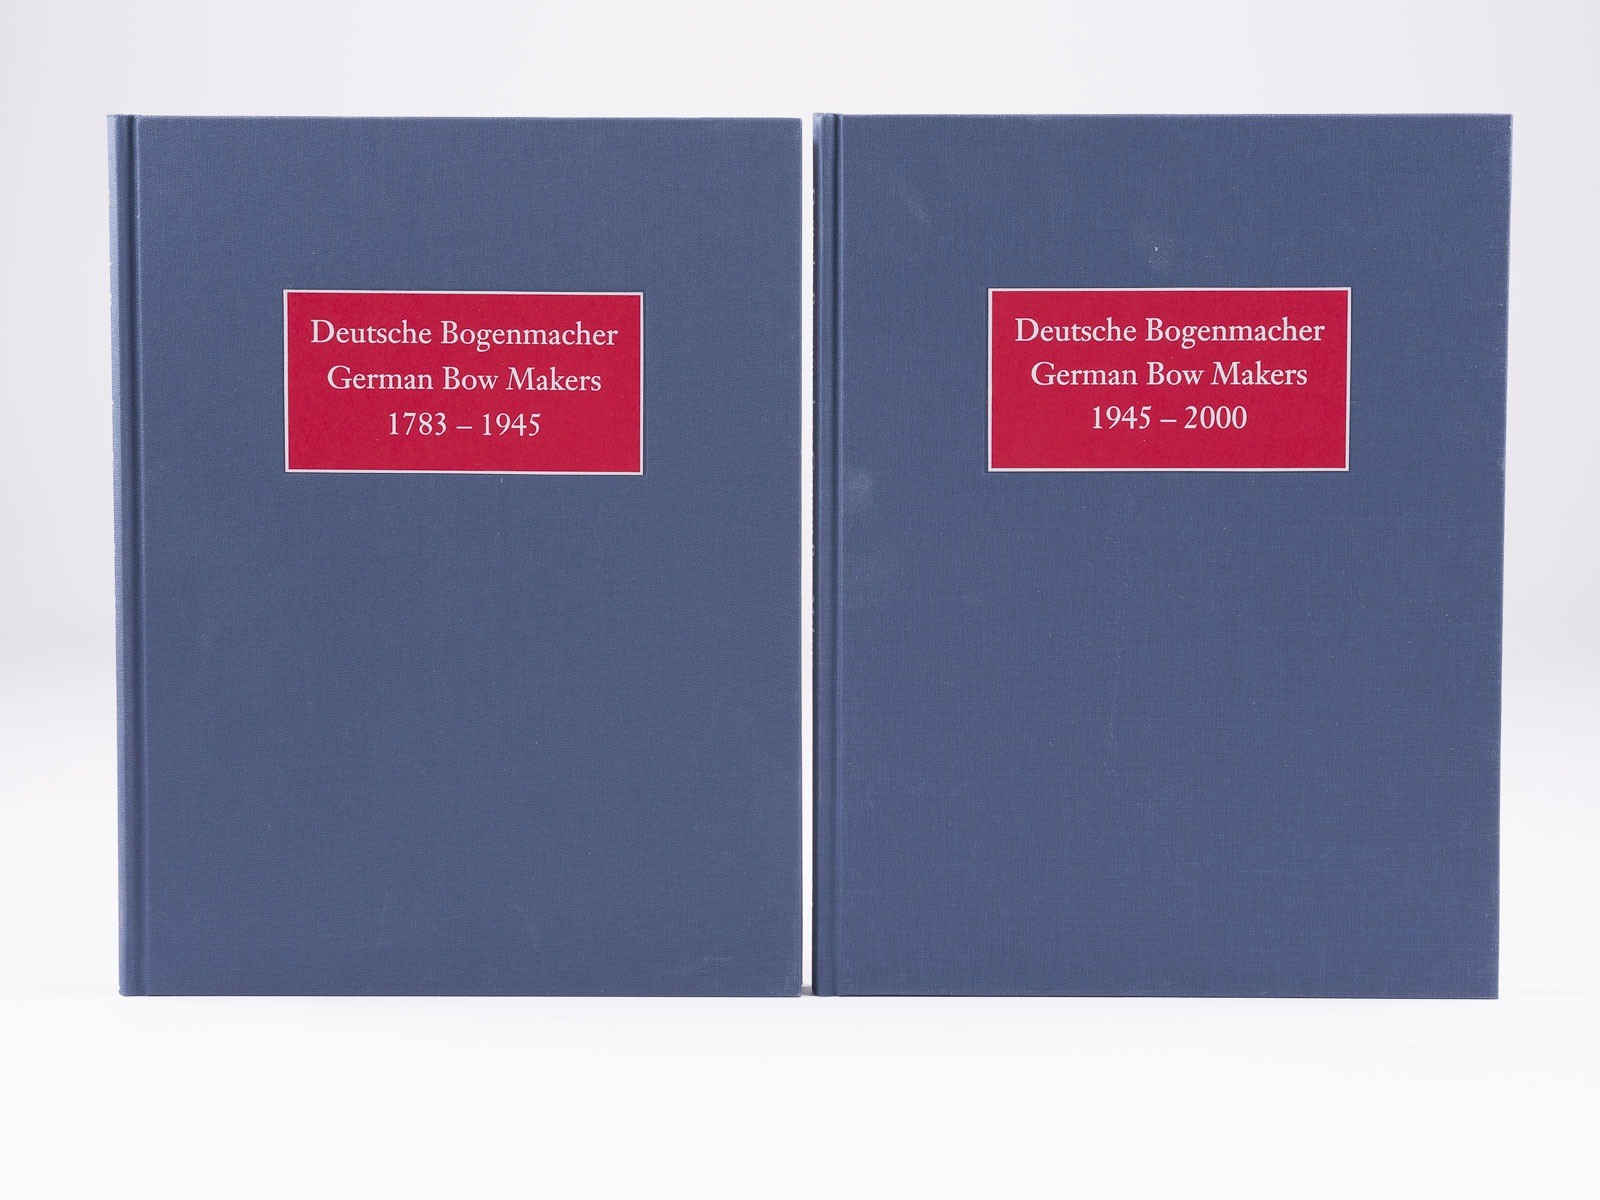 Deutsche Bogenmacher
German Bow Makers
1783 – 1945
Deutsche Bogenmacher
German Bow Makers
1945 – 2000